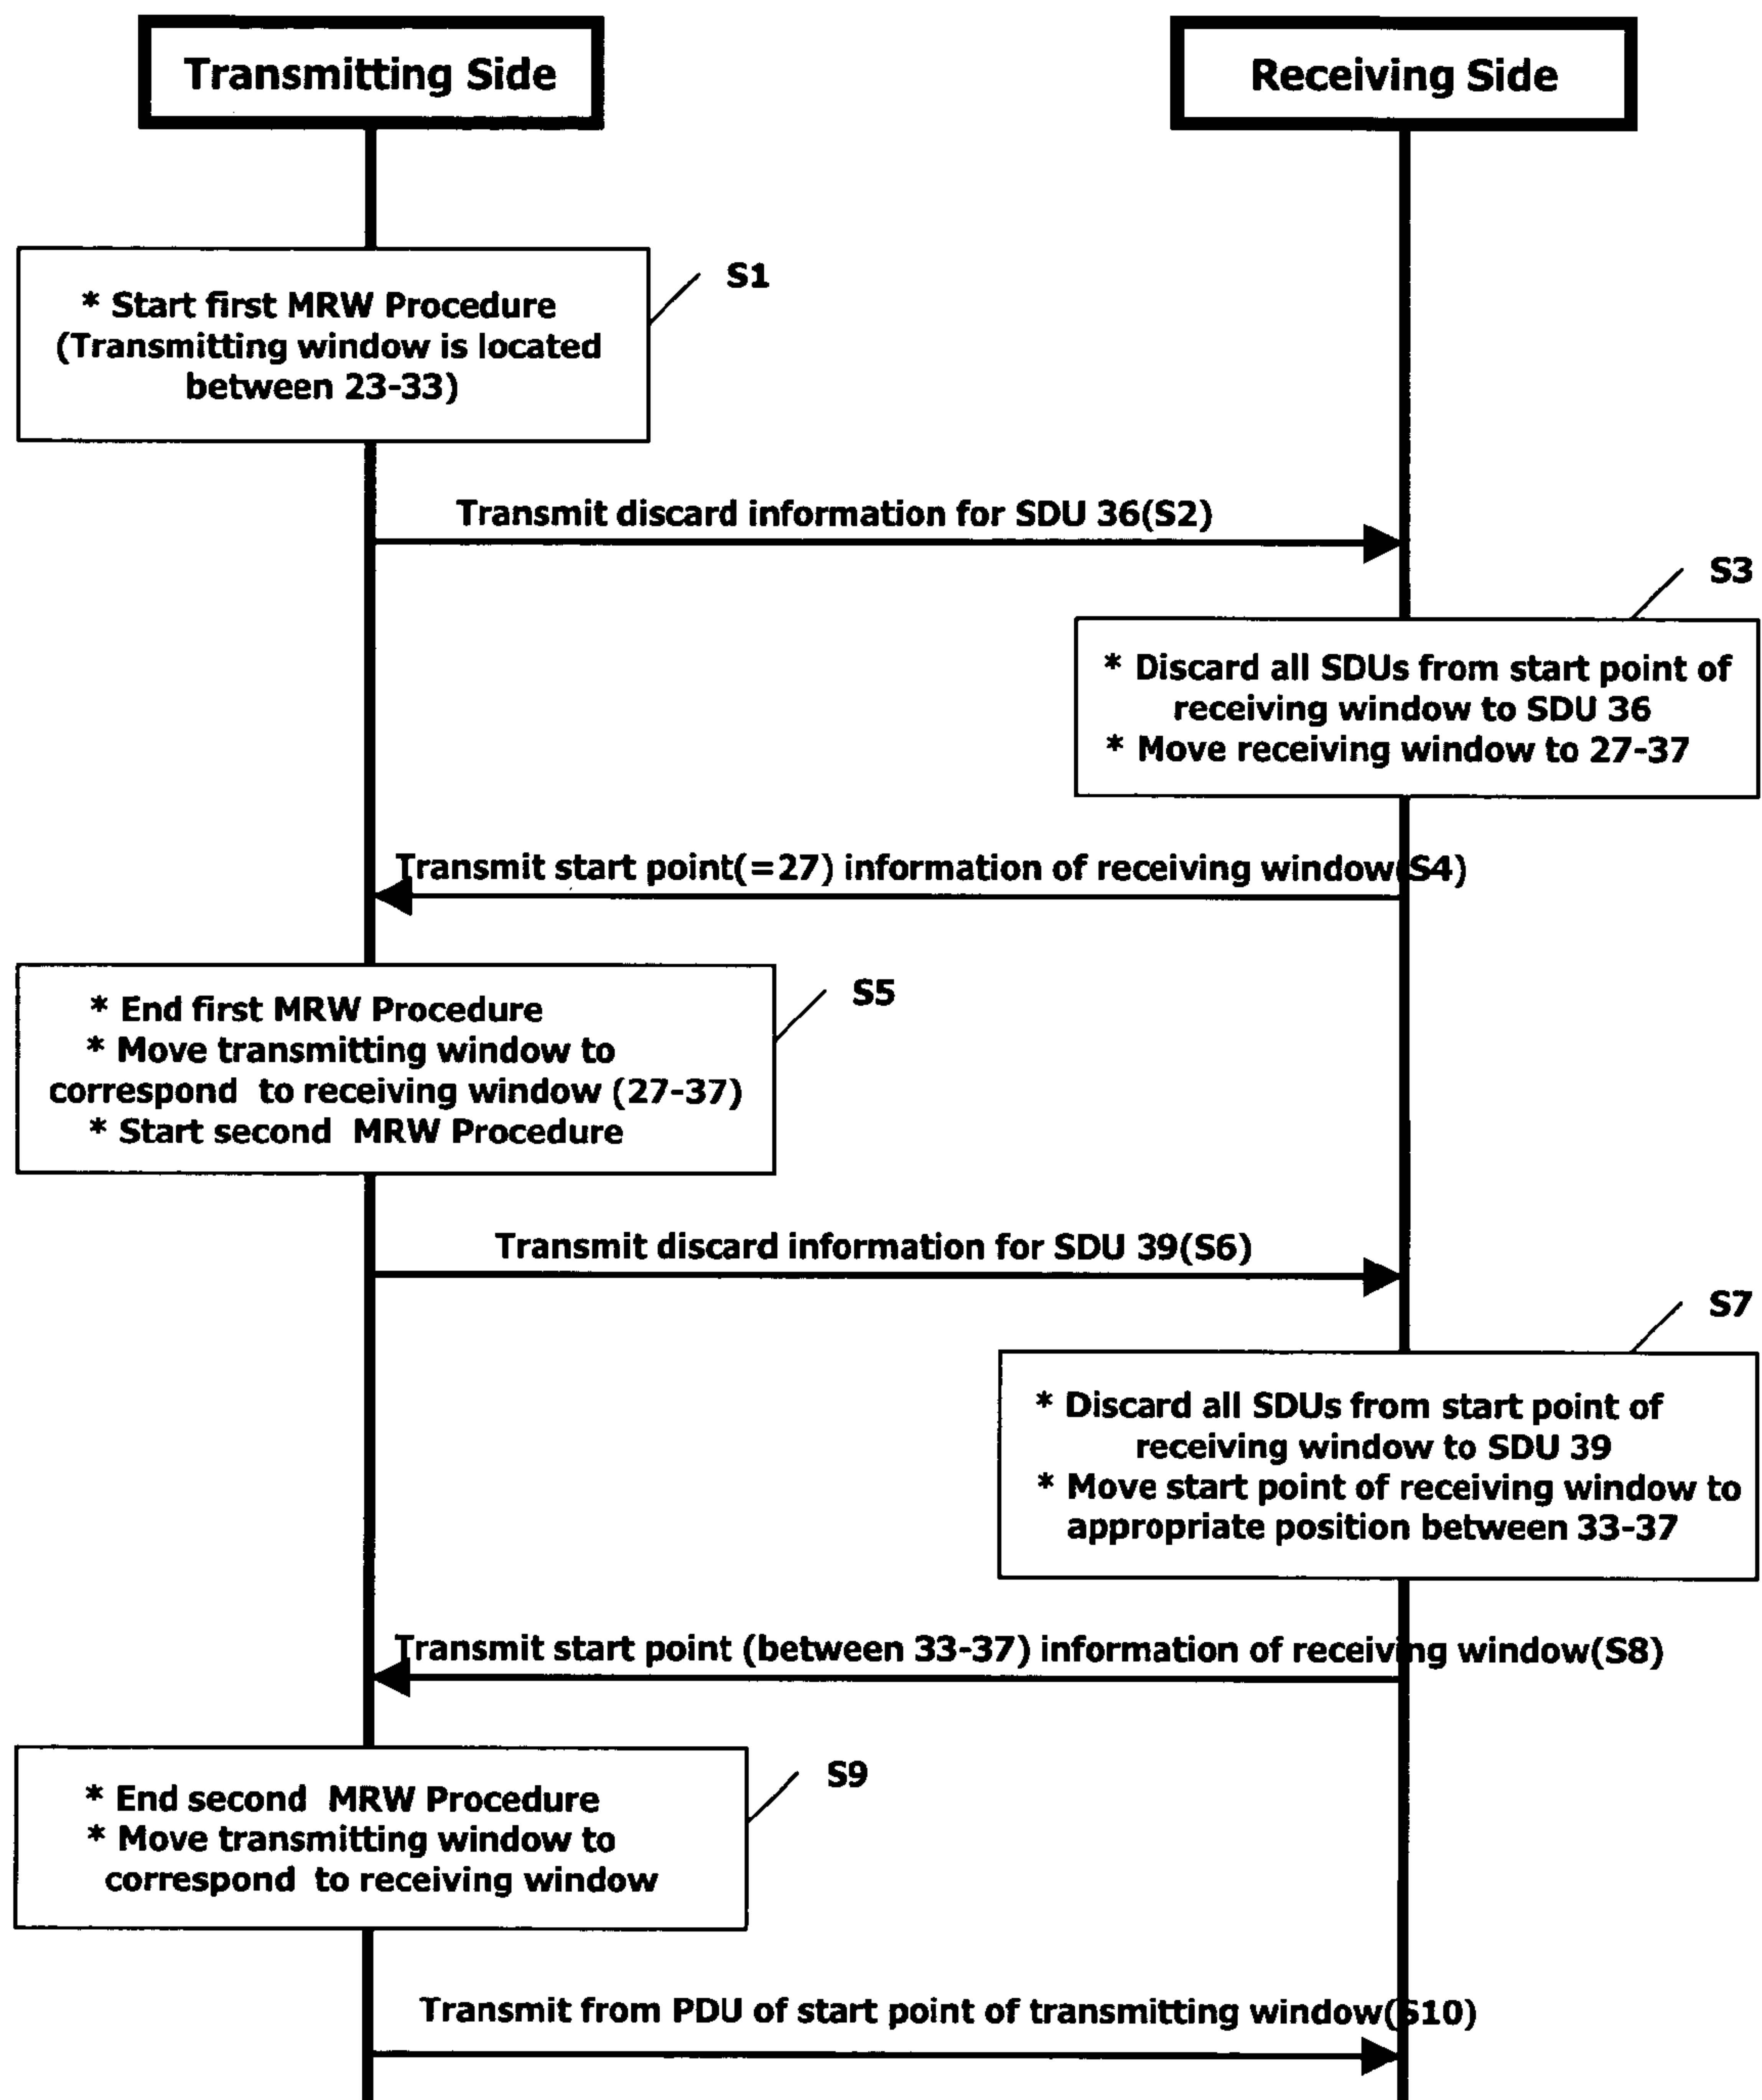 Transmitting Side
Receiving Side
* Start first MRW Procedure
(Transmitting window is located
between 23-33)
S1
Transmit discard information for SDU 36(S2)
S3
* Discard all SDUs from start point of
receiving window to SDU 36
* Move receiving window to 27-37
Transmit start point(=27) information of receiving window(S4)
* End first MRW Procedure
* Move transmitting window to
correspond to receiving window (27-37)
* Start second MRW Procedure
S5
Transmit discard information for SDU 39(S6)
S7
* Discard all SDUs from start point of
receiving window to SDU 39
* Move start point of receiving window to
appropriate position between 33-37
Transmit start point (between 33-37) information of receiving window(S8)
* End second MRW Procedure
* Move transmitting window to
correspond to receiving window
S9
Transmit from PDU of start point of transmitting window(S10)